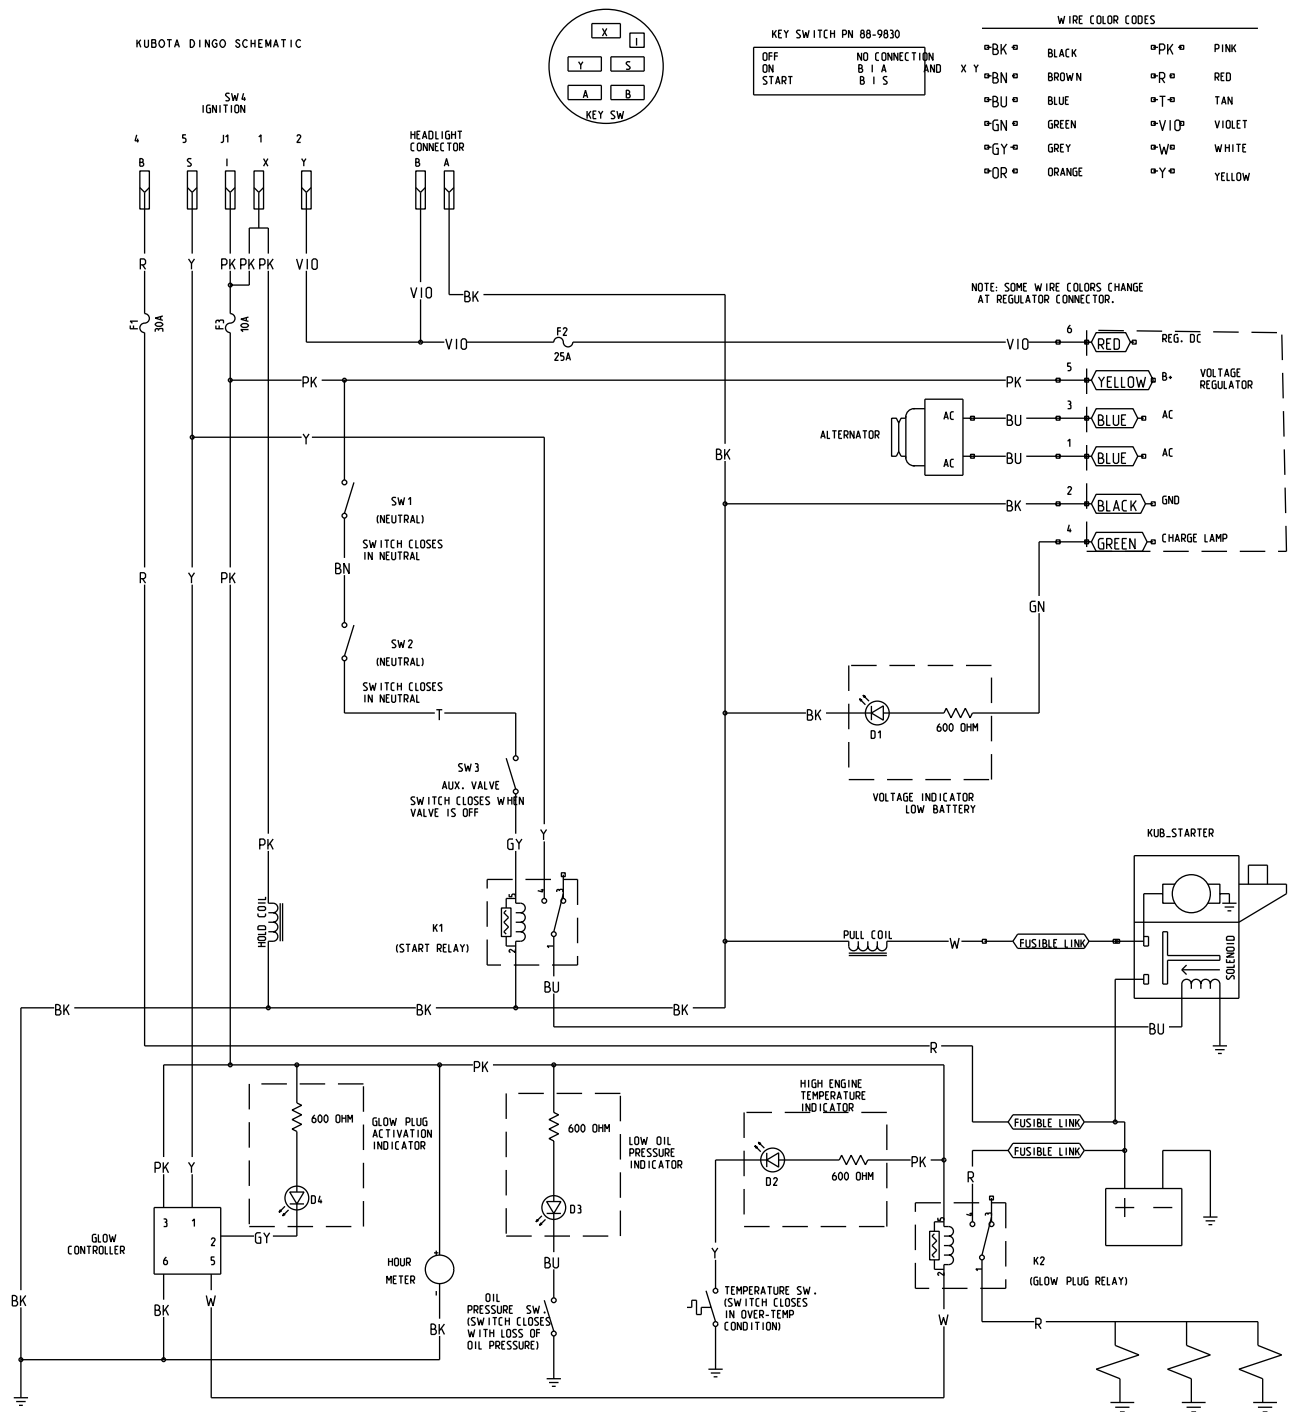 KUBOTA DINGO SCHEMATIC
X
I
Y
S
A
B
KEY SW
KEY SWITCH PN 88-9830
OFF NO CONNECTION
ON B I A AND X Y
START B I S
WIRE COLOR CODES
BK BLACK
PK PINK
BN BROWN
R RED
BU BLUE
T TAN
GN GREEN
VIO VIOLET
GY GREY
W WHITE
OR ORANGE
Y YELLOW
SW4
IGNITION
4 5 J1 1 2
B S I X Y
HEADLIGHT
CONNECTOR
B A
R Y PK PK PK VIO
VIO
BK
NOTE: SOME WIRE COLORS CHANGE
AT REGULATOR CONNECTOR.
F1
30A
F3
10A
VIO
F2
25A
VIO
6
RED
REG. DC
PK
PK
5
YELLOW
B+
VOLTAGE
REGULATOR
ALTERNATOR
AC
BU
3
BLUE
AC
Y
BK
AC
BU
1
BLUE
AC
BK
2
BLACK
GND
4
GREEN
CHARGE LAMP
SW1
(NEUTRAL)
SWITCH CLOSES
IN NEUTRAL
R
Y
PK
BN
GN
SW2
(NEUTRAL)
SWITCH CLOSES
IN NEUTRAL
T
BK
D1
600 OHM
VOLTAGE INDICATOR
LOW BATTERY
SW3
AUX. VALVE
SWITCH CLOSES WHEN
VALVE IS OFF
PK
GY
Y
KUB_STARTER
HOLD COIL
K1
(START RELAY)
5
4
3
2
1
PULL COIL
W
FUSIBLE LINK
SOLENOID
BU
BK
BK
BK
BU
R
PK
600 OHM
GLOW PLUG
ACTIVATION
INDICATOR
D4
600 OHM
LOW OIL
PRESSURE
INDICATOR
D3
HIGH ENGINE
TEMPERATURE
INDICATOR
D2
600 OHM
PK
FUSIBLE LINK
FUSIBLE LINK
R
+ -
PK
Y
GLOW
CONTROLLER
3 1
2
6 5
GY
HOUR
METER
+
-
BU
Y
5
4
3
2
1
K2
(GLOW PLUG RELAY)
BK
BK
W
BK
OIL
PRESSURE SW.
(SWITCH CLOSES
WITH LOSS OF
OIL PRESSURE)
TEMPERATURE SW.
(SWITCH CLOSES
IN OVER-TEMP
CONDITION)
W
R